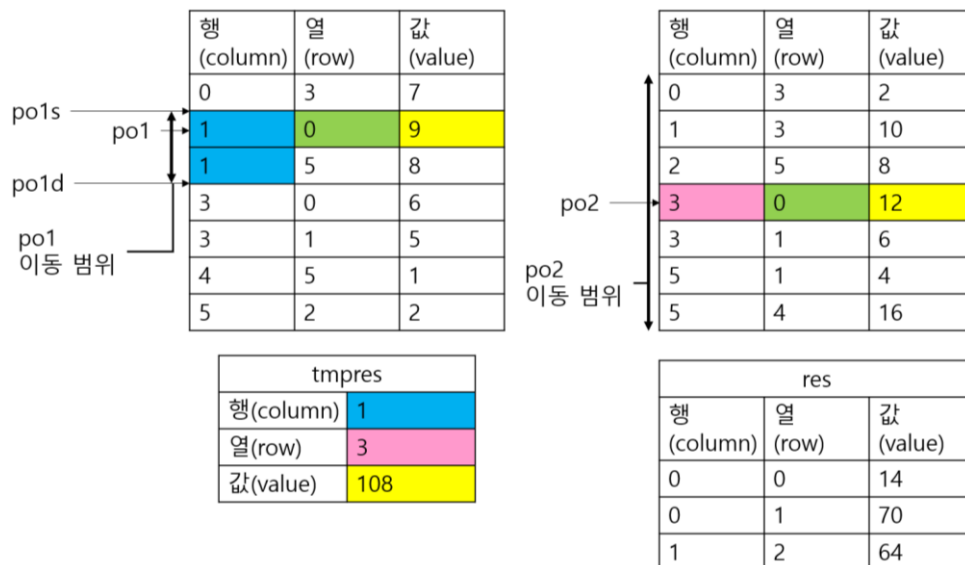 행 (column) 열 (row) 값 (value)
0 3 7
1 0 9
1 5 8
3 0 6
3 1 5
4 5 1
5 2 2
po1s
po1
po1d
po1
이동 범위
행 (column) 열 (row) 값 (value)
0 3 2
1 3 10
2 5 8
3 0 12
3 1 6
5 1 4
5 4 16
po2
po2
이동 범위
tmpres
행(column) 1
열(row) 3
값(value) 108
res
행 (column) 열 (row) 값 (value)
0 0 14
0 1 70
1 2 64